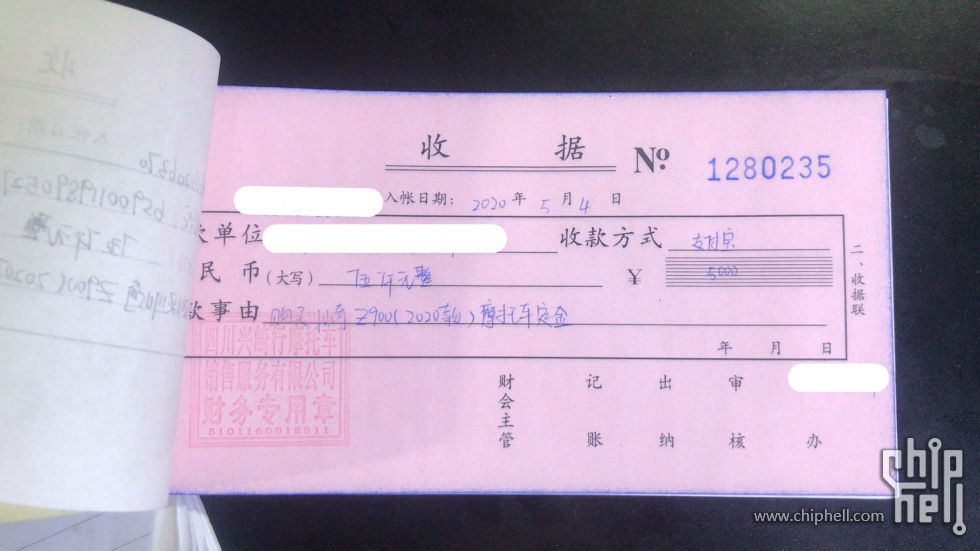 收 据 Nº 1280235
入帐日期: 2020 年 5 月 4 日
款单位 收款方式 支付宝
民 币(大写) 伍仟元整 ¥ 5000
款事由 购买川崎Z900(2020款)摩托车定金
年 月 日
二、收据联
四川兴崎行摩托车
销售服务有限公司
财务专用章
财会主管 记账 出纳 审核 办
chip hell
www.chiphell.com